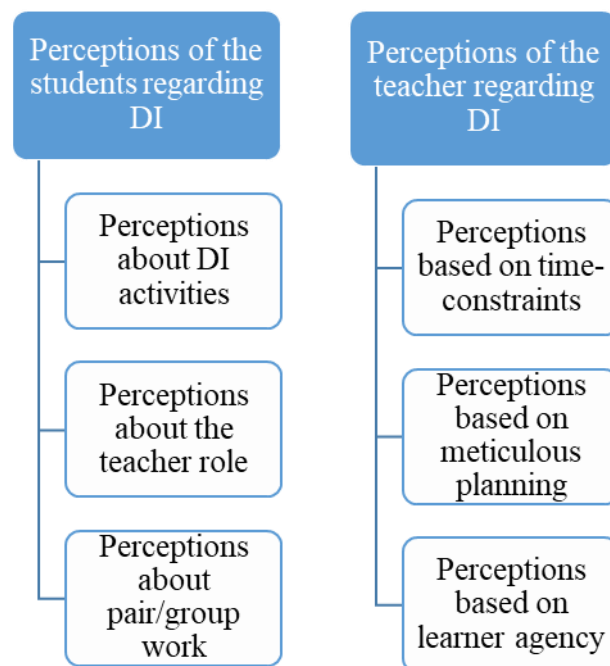 Perceptions of the
students regarding
DI
Perceptions
about DI
activities
Perceptions
about the
teacher role
Perceptions
about
pair/group
work
Perceptions of the
teacher regarding
DI
Perceptions
based on time-
constraints
Perceptions
based on
meticulous
planning
Perceptions
based on
learner agency